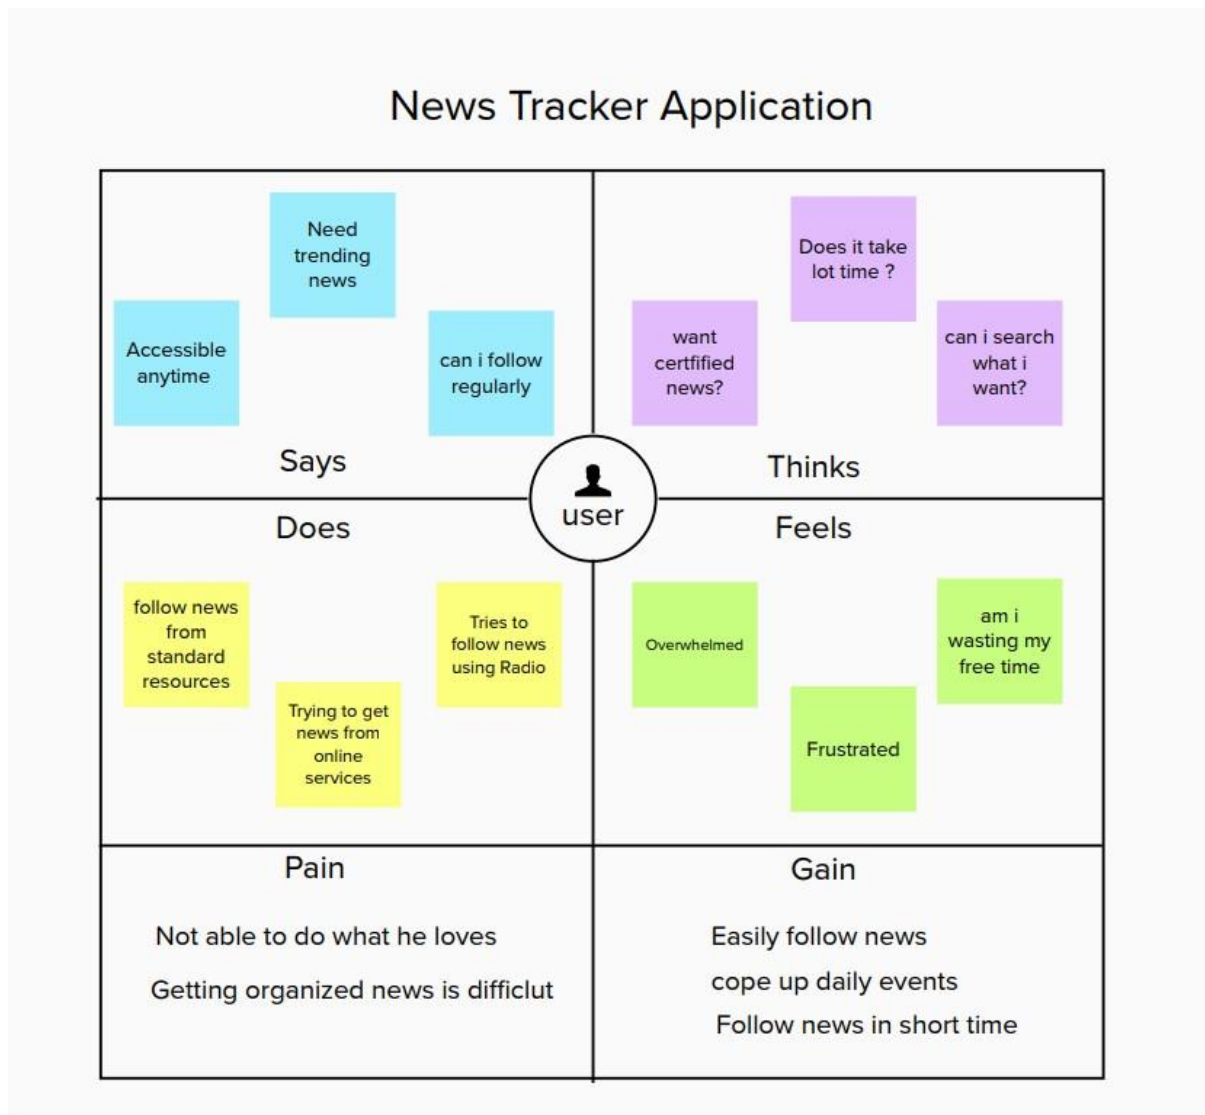 News Tracker Application
Need
trending
news
Accessible
anytime
can i follow
regularly
Says
Does it take
lot time ?
want
certfified
news?
can i search
what i
want?
Thinks
user
Does
follow news
from
standard
resources
Trying to get
news from
online
services
Tries to
follow news
using Radio
Feels
Overwhelmed
Frustrated
am i
wasting my
free time
Pain
Not able to do what he loves
Getting organized news is difficlut
Gain
Easily follow news
cope up daily events
Follow news in short time